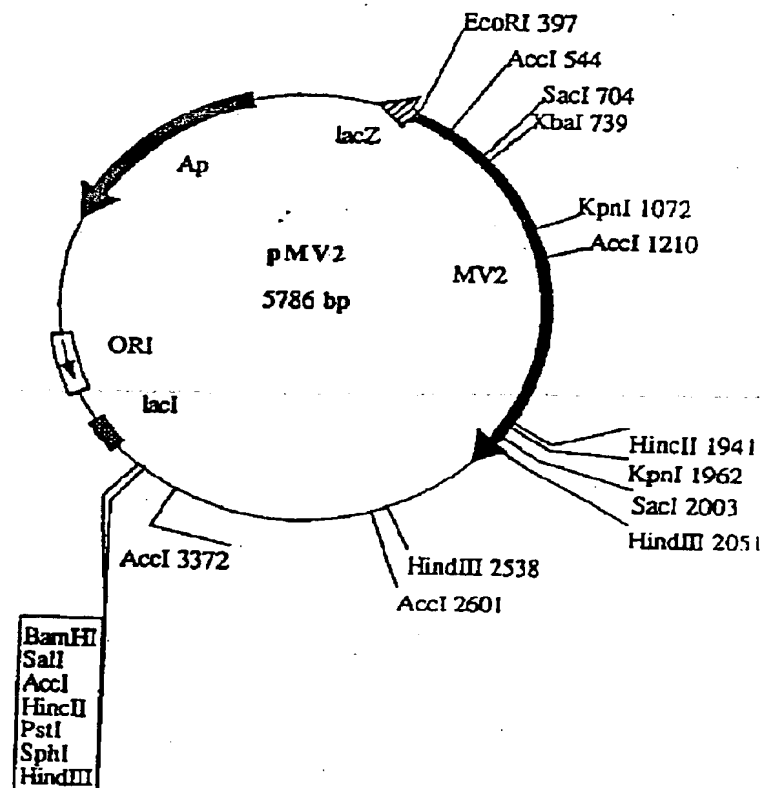 EcoRI 397
AccI 544
SacI 704
XbaI 739
lacZ
Ap
KpnI 1072
AccI 1210
pMV2
MV2
5786 bp
ORI
lacI
HincII 1941
KpnI 1962
SacI 2003
HindIII 2051
AccI 3372
HindIII 2538
AccI 2601
BamHI
SalI
AccI
HincII
PstI
SphI
HindIII